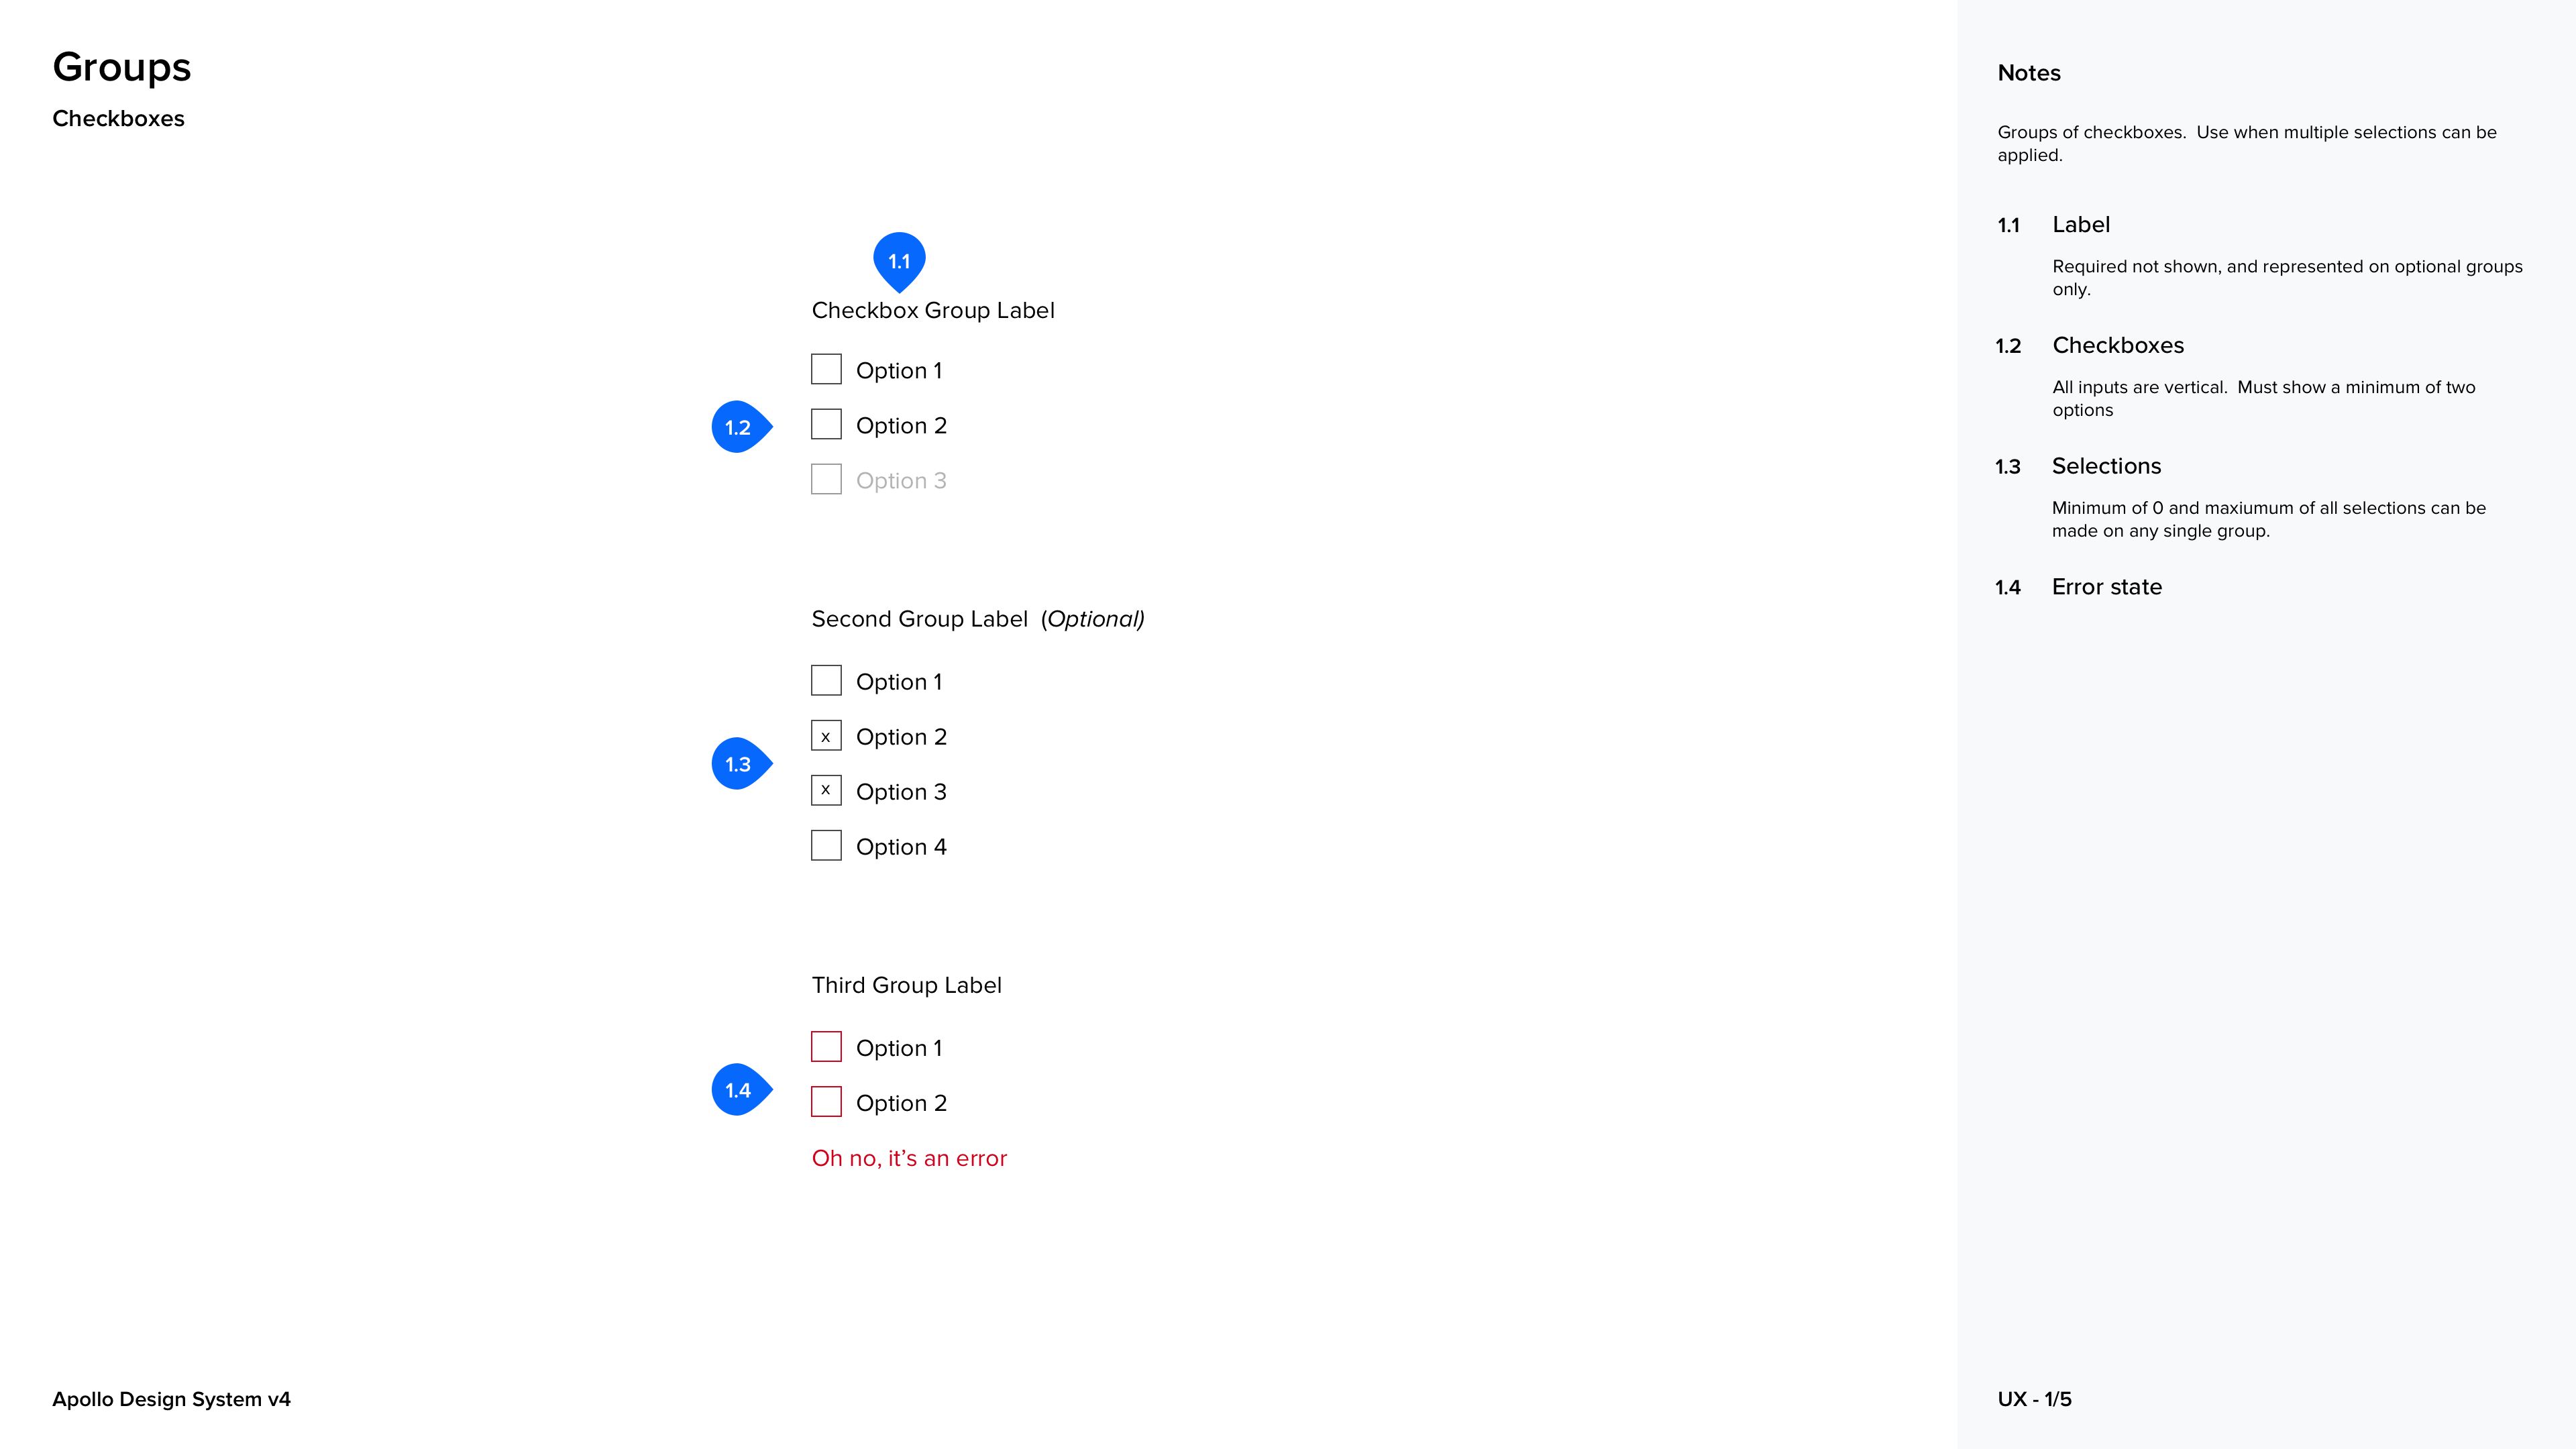 Groups
Checkboxes
1.1
Checkbox Group Label
Option 1
1.2
Option 2
Option 3
Second Group Label (Optional)
Option 1
x Option 2
1.3
x Option 3
Option 4
Third Group Label
Option 1
1.4
Option 2
Oh no, it’s an error
Apollo Design System v4
Notes
Groups of checkboxes. Use when multiple selections can be
applied.
1.1 Label
Required not shown, and represented on optional groups
only.
1.2 Checkboxes
All inputs are vertical. Must show a minimum of two
options
1.3 Selections
Minimum of 0 and maxiumum of all selections can be
made on any single group.
1.4 Error state
UX - 1/5